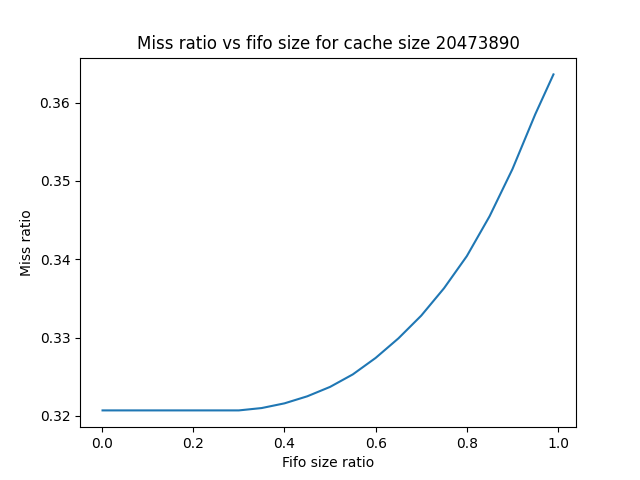 Miss ratio vs fifo size for cache size 20473890
0.36
0.35
0.34
0.33
0.32
Miss ratio
0.0 0.2 0.4 0.6 0.8 1.0
Fifo size ratio